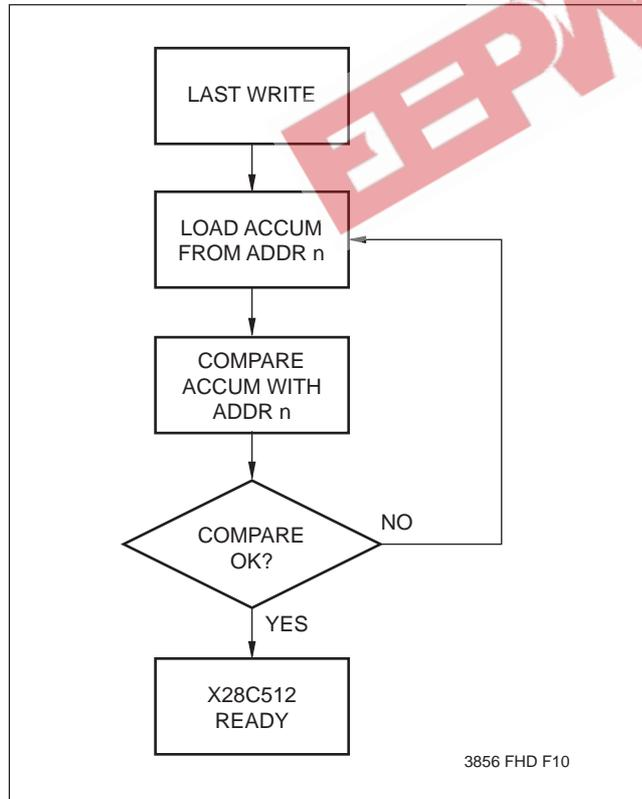 EEPW
LAST WRITE
LOAD ACCUM
FROM ADDR n
COMPARE
ACCUM WITH
ADDR n
COMPARE
OK?
NO
YES
X28C512
READY
3856 FHD F10